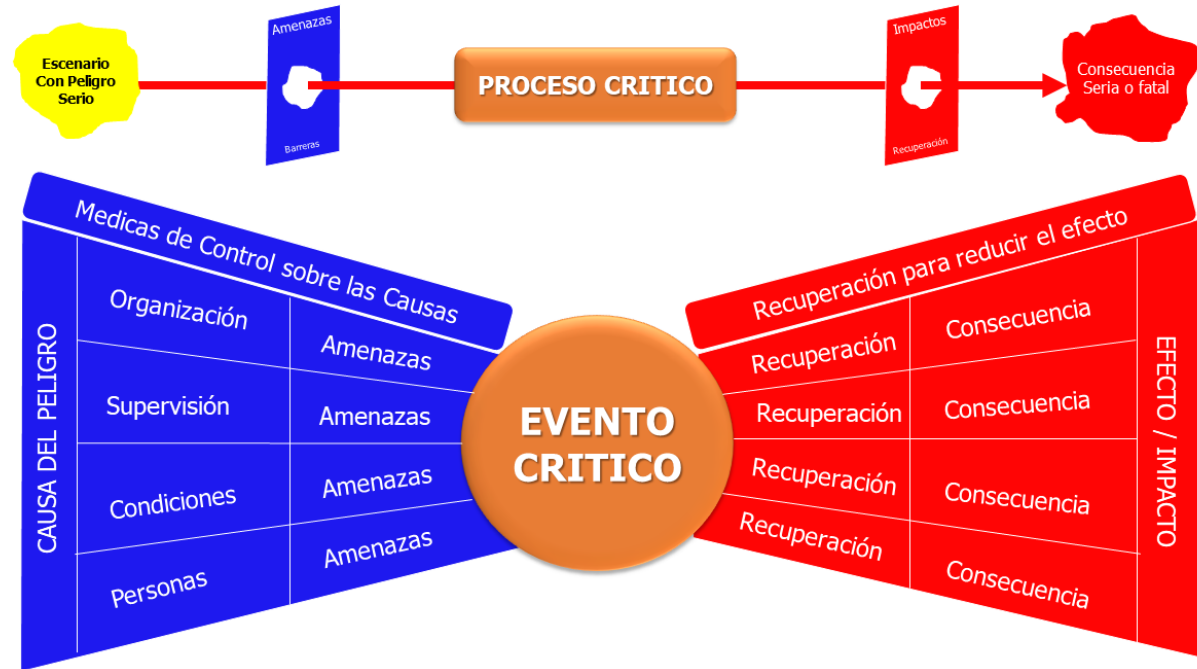 Escenario
Con Peligro
Serio
Amenazas
Barreras
PROCESO CRITICO
Impactos
Recuperación
Consecuencia
Seria o fatal
Medicas de Control sobre las Causas
CAUSA DEL PELIGRO
Organización
Amenazas
Supervisión
Amenazas
Condiciones
Amenazas
Personas
Amenazas
EVENTO
CRITICO
Recuperación para reducir el efecto
Recuperación
Consecuencia
Recuperación
Consecuencia
Recuperación
Consecuencia
Recuperación
Consecuencia
EFECTO / IMPACTO